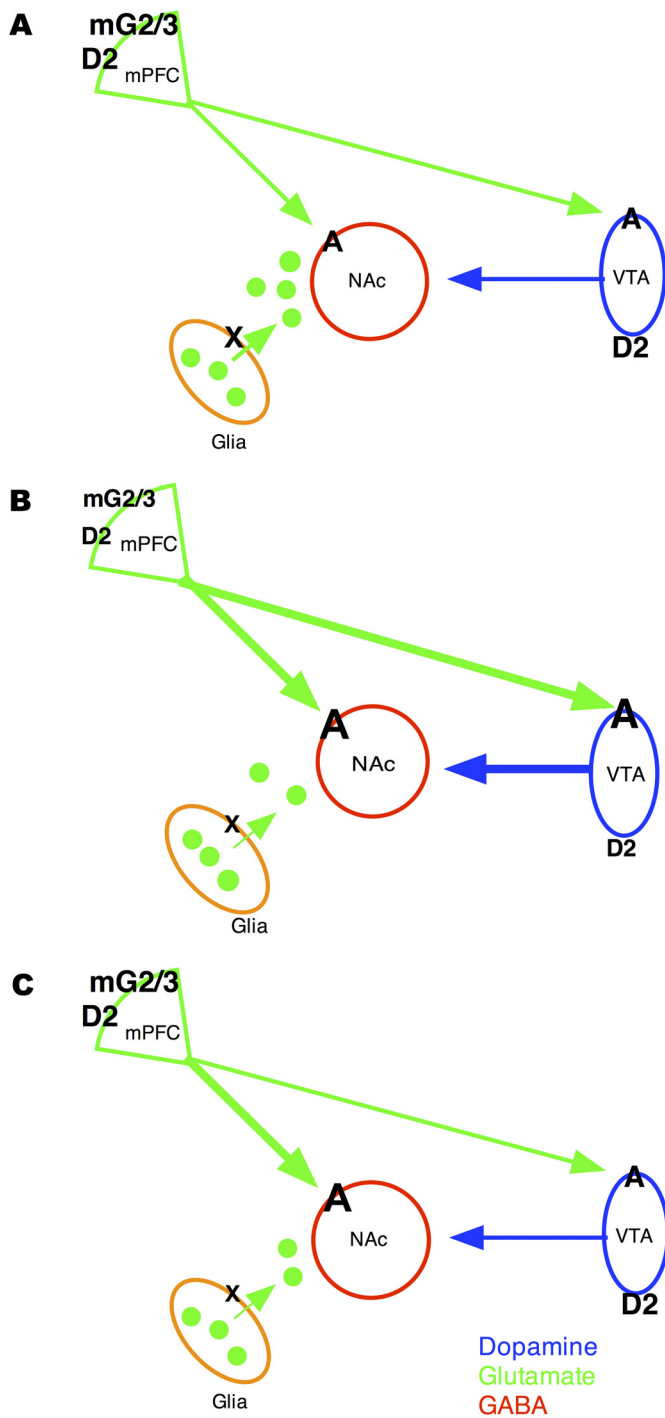 A
mG2/3
D2
mPFC
A
A
NAc
VTA
D2
X
Glia
B
mG2/3
D2
mPFC
A
A
NAc
VTA
D2
X
Glia
C
mG2/3
D2
mPFC
A
A
NAc
VTA
D2
X
Glia
Dopamine
Glutamate
GABA